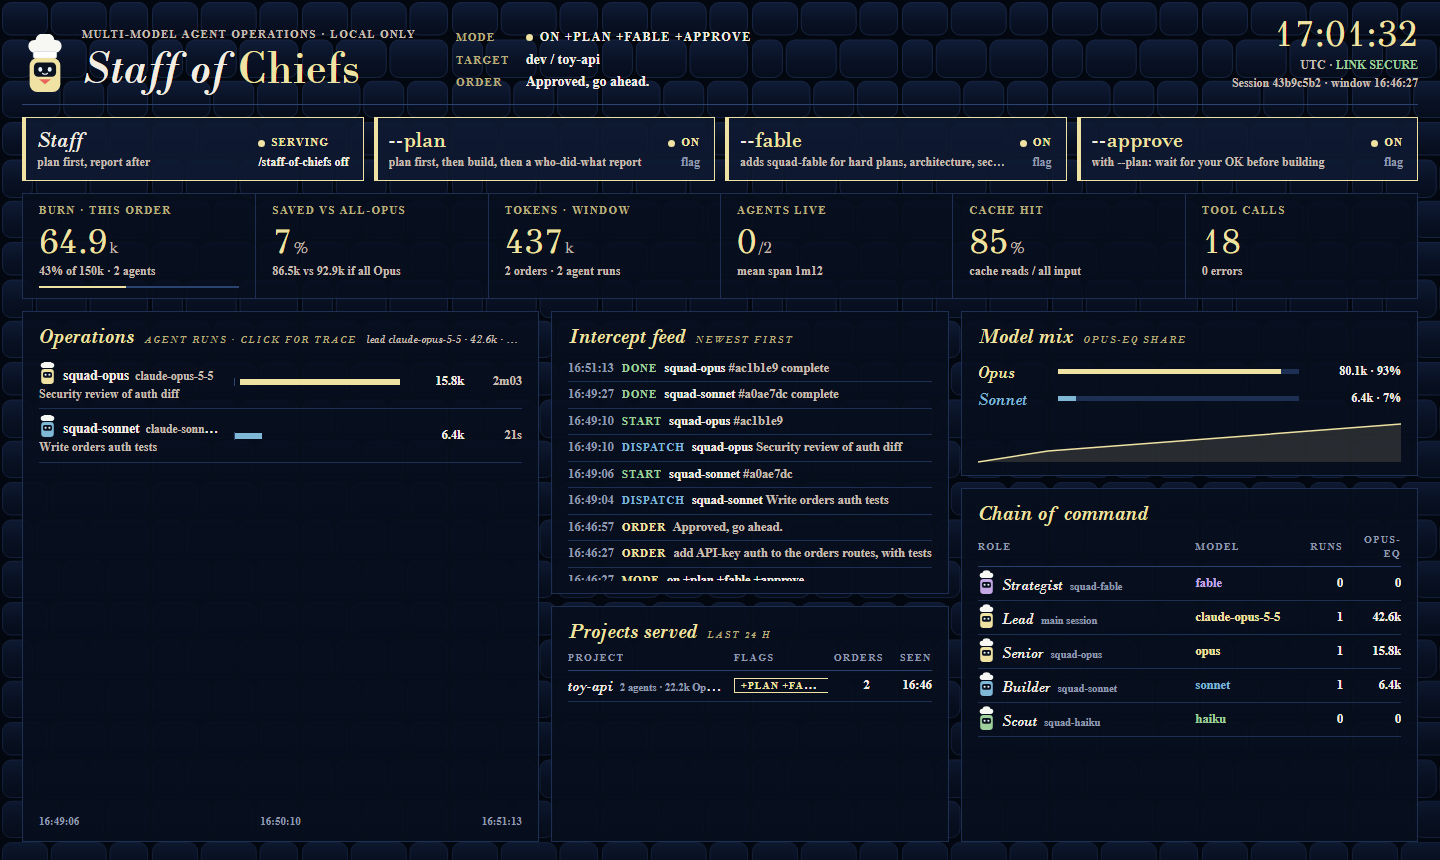 MULTI-MODEL AGENT OPERATIONS · LOCAL ONLY
Staff of Chiefs
MODE ON +PLAN +FABLE +APPROVE
TARGET dev / toy-api
ORDER Approved, go ahead.
17:01:32
UTC · LINK SECURE
Session 43b9c5b2 · window 16:46:27
Staff SERVING
plan first, report after /staff-of-chiefs off
--plan ON
plan first, then build, then a who-did-what report flag
--fable ON
adds squad-fable for hard plans, architecture, sec... flag
--approve ON
with --plan: wait for your OK before building flag
BURN · THIS ORDER
64.9k
43% of 150k · 2 agents
SAVED VS ALL-OPUS
7%
86.5k vs 92.9k if all Opus
TOKENS · WINDOW
437k
2 orders · 2 agent runs
AGENTS LIVE
0/2
mean span 1m12
CACHE HIT
85%
cache reads / all input
TOOL CALLS
18
0 errors
Operations AGENT RUNS · CLICK FOR TRACE lead claude-opus-5-5 · 42.6k · ...
squad-opus claude-opus-5-5 15.8k 2m03
Security review of auth diff
squad-sonnet claude-sonn... 6.4k 21s
Write orders auth tests
16:49:06 16:50:10 16:51:13
Intercept feed NEWEST FIRST
16:51:13 DONE squad-opus #ac1b1e9 complete
16:49:27 DONE squad-sonnet #a0ae7dc complete
16:49:10 START squad-opus #ac1b1e9
16:49:10 DISPATCH squad-opus Security review of auth diff
16:49:06 START squad-sonnet #a0ae7dc
16:49:04 DISPATCH squad-sonnet Write orders auth tests
16:46:57 ORDER Approved, go ahead.
16:46:27 ORDER add API-key auth to the orders routes, with tests
16:46:27 MODE on +plan +fable +approve
Projects served LAST 24 H
PROJECT FLAGS ORDERS SEEN
toy-api 2 agents · 22.2k Op... +PLAN +FA... 2 16:46
Model mix OPUS-EQ SHARE
Opus 80.1k · 93%
Sonnet 6.4k · 7%
Chain of command
ROLE MODEL RUNS OPUS-
EQ
Strategist squad-fable fable 0 0
Lead main session claude-opus-5-5 1 42.6k
Senior squad-opus opus 1 15.8k
Builder squad-sonnet sonnet 1 6.4k
Scout squad-haiku haiku 0 0